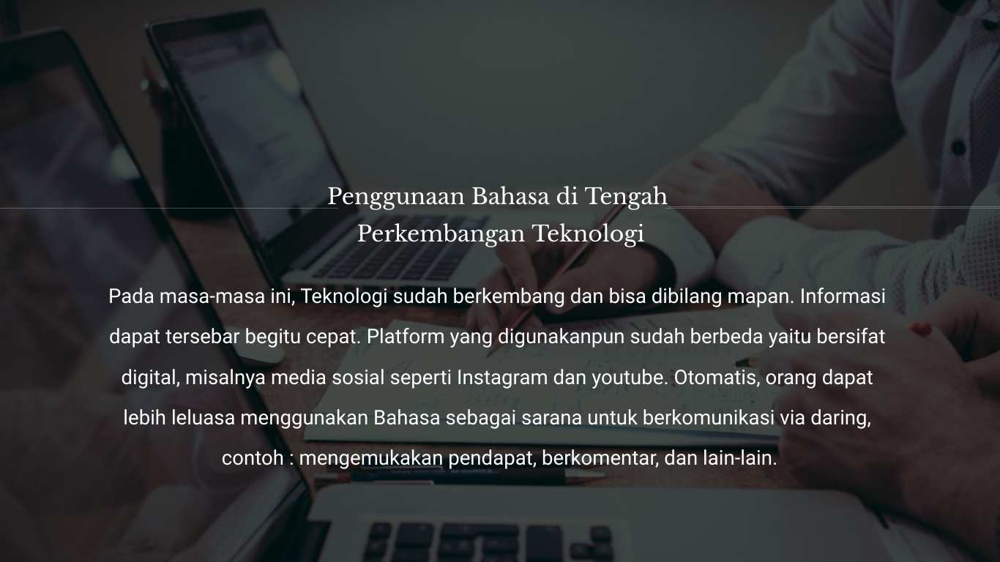 Penggunaan Bahasa di Tengah
Perkembangan Teknologi
Pada masa-masa ini, Teknologi sudah berkembang dan bisa dibilang mapan. Informasi
dapat tersebar begitu cepat. Platform yang digunakanpun sudah berbeda yaitu bersifat
digital, misalnya media sosial seperti Instagram dan youtube. Otomatis, orang dapat
lebih leluasa menggunakan Bahasa sebagai sarana untuk berkomunikasi via daring,
contoh : mengemukakan pendapat, berkomentar, dan lain-lain.